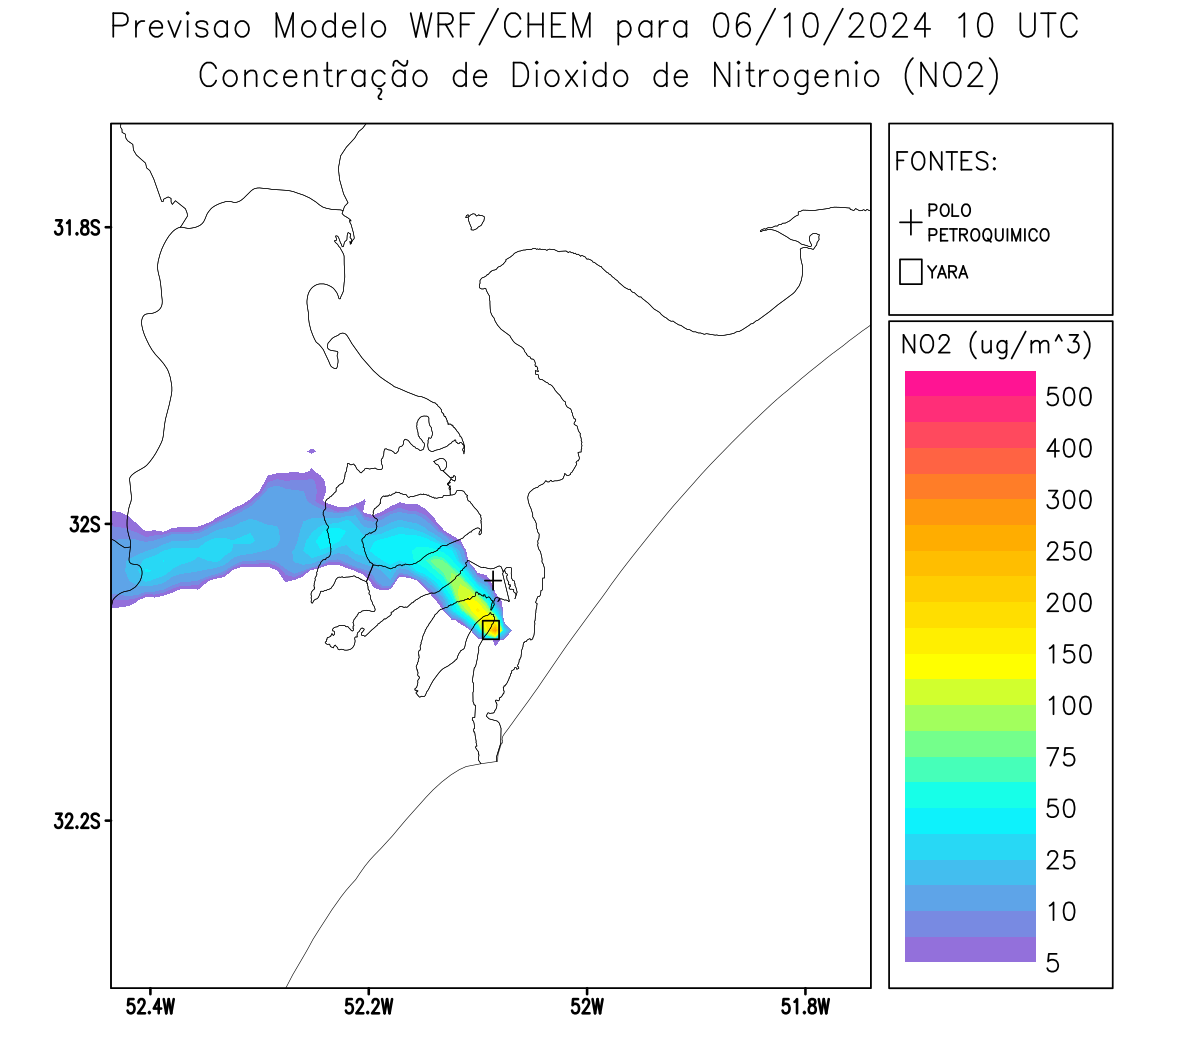 Previsao Modelo WRF/CHEM para 06/10/2024 10 UTC
Concentração de Dioxido de Nitrogenio (NO2)
FONTES:
POLO
PETROQUIMICO
YARA
31.8S
32S
32.2S
52.4W
52.2W
52W
51.8W
NO2 (ug/m^3)
500
400
300
250
200
150
100
75
50
25
10
5